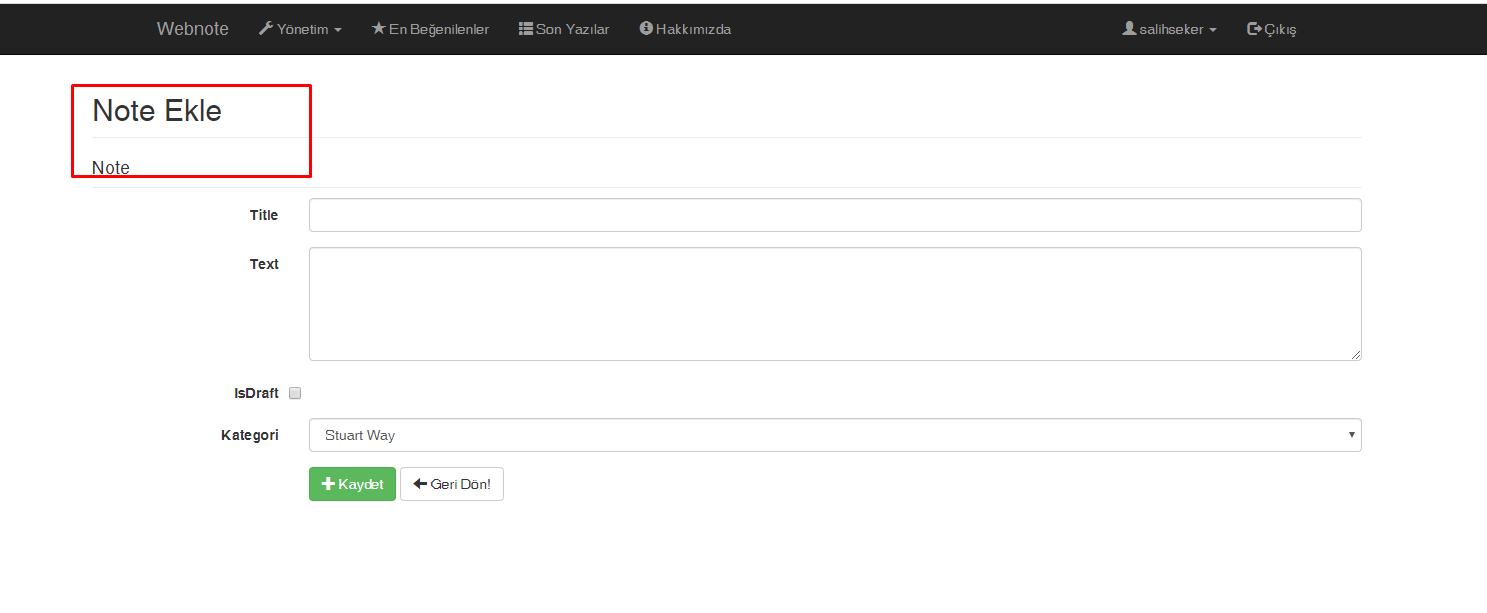 Webnote Yönetim En Beğenilenler Son Yazılar Hakkımızda salihseker Çıkış
Note Ekle
Note
Title
Text
IsDraft
Kategori Stuart Way
Kaydet Geri Dön!